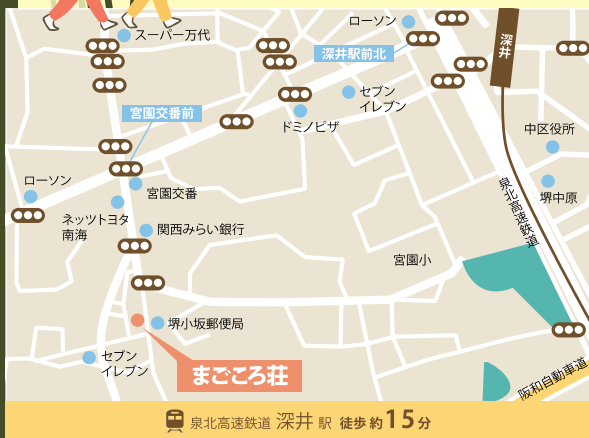 ローソン
スーパー万代
深井
深井駅前北
セブン
イレブン
宮園交番前
ドミノピザ
中区役所
ローソン
宮園交番
堺中原
泉北高速鉄道
ネッツトヨタ
南海
関西みらい銀行
宮園小
堺小坂郵便局
セブン
イレブン
まごころ荘
阪和自動車道
泉北高速鉄道 深井 駅 徒歩 約 15 分